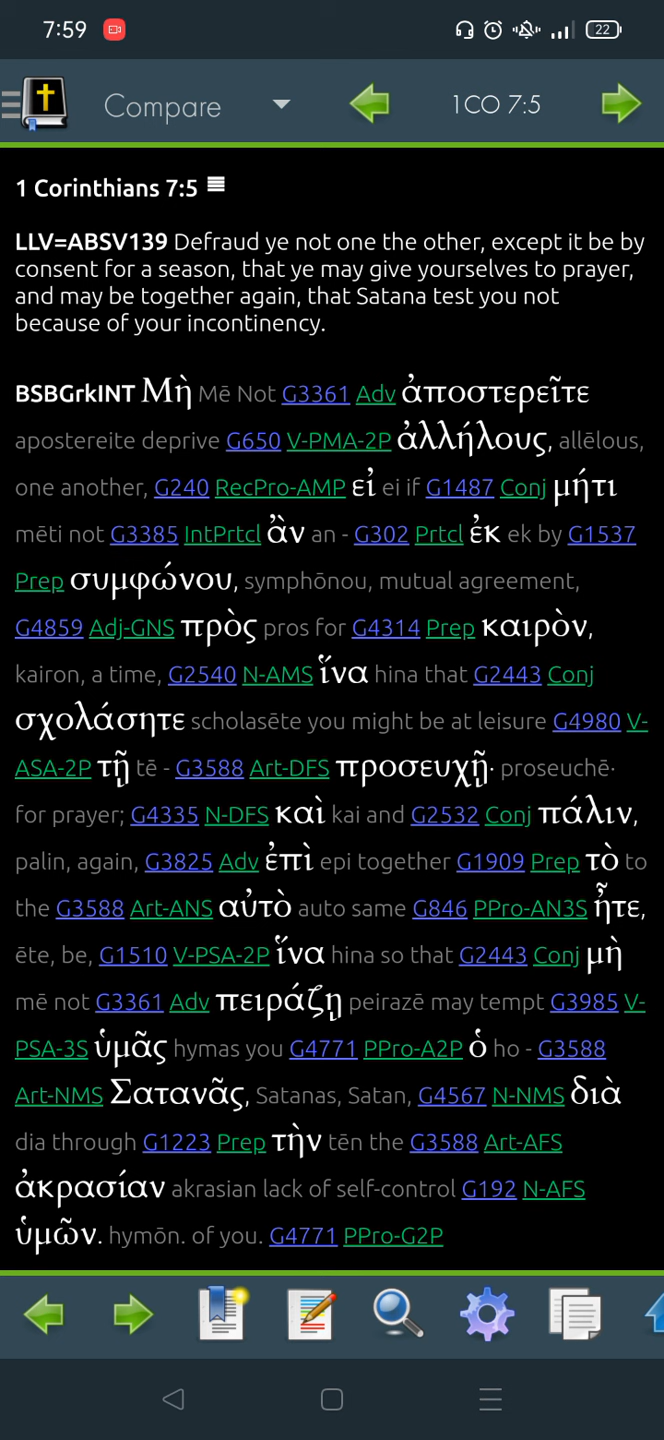 7:59 22
Compare 1CO 7:5
1 Corinthians 7:5
LLV=ABSV139 Defraud ye not one the other, except it be by
consent for a season, that ye may give yourselves to prayer,
and may be together again, that Satana test you not
because of your incontinency.
BSBGrkINT Μὴ Mē Not G3361 Adv ἀποστερεῖτε
apostereite deprive G650 V-PMA-2P ἀλλήλους, allēlous,
one another, G240 RecPro-AMP εἰ ei if G1487 Conj μήτι
mēti not G3385 IntPrtcl ἂν an - G302 Prtcl ἐκ ek by G1537
Prep συμφώνου, symphōnou, mutual agreement,
G4859 Adj-GNS πρὸς pros for G4314 Prep καιρὸν,
kairon, a time, G2540 N-AMS ἵνα hina that G2443 Conj
σχολάσητε scholasēte you might be at leisure G4980 V-
ASA-2P τῇ tē - G3588 Art-DFS προσευχῇ· proseuchē·
for prayer; G4335 N-DFS καὶ kai and G2532 Conj πάλιν,
palin, again, G3825 Adv ἐπὶ epi together G1909 Prep τὸ to
the G3588 Art-ANS αὐτὸ auto same G846 PPro-AN3S ἦτε,
ēte, be, G1510 V-PSA-2P ἵνα hina so that G2443 Conj μὴ
mē not G3361 Adv πειράζῃ peirazē may tempt G3985 V-
PSA-3S ὑμᾶς hymas you G4771 PPro-A2P ὁ ho - G3588
Art-NMS Σατανᾶς, Satanas, Satan, G4567 N-NMS διὰ
dia through G1223 Prep τὴν tēn the G3588 Art-AFS
ἀκρασίαν akrasian lack of self-control G192 N-AFS
ὑμῶν. hymōn. of you. G4771 PPro-G2P